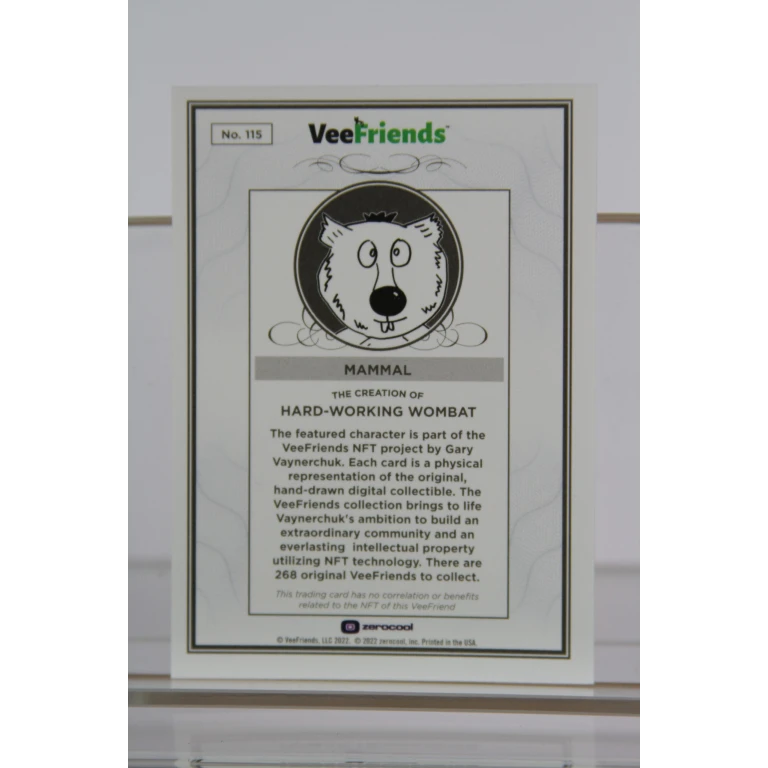 No. 115
VeeFriends™
MAMMAL
THE CREATION OF
HARD-WORKING WOMBAT
The featured character is part of the
VeeFriends NFT project by Gary
Vaynerchuk. Each card is a physical
representation of the original,
hand-drawn digital collectible. The
VeeFriends collection brings to life
Vaynerchuk's ambition to build an
extraordinary community and an
everlasting intellectual property
utilizing NFT technology. There are
268 original VeeFriends to collect.
This trading card has no correlation or benefits
related to the NFT of this VeeFriend
zerocool
© VeeFriends, LLC 2022. © 2022 zerocool, inc. Printed in the USA.